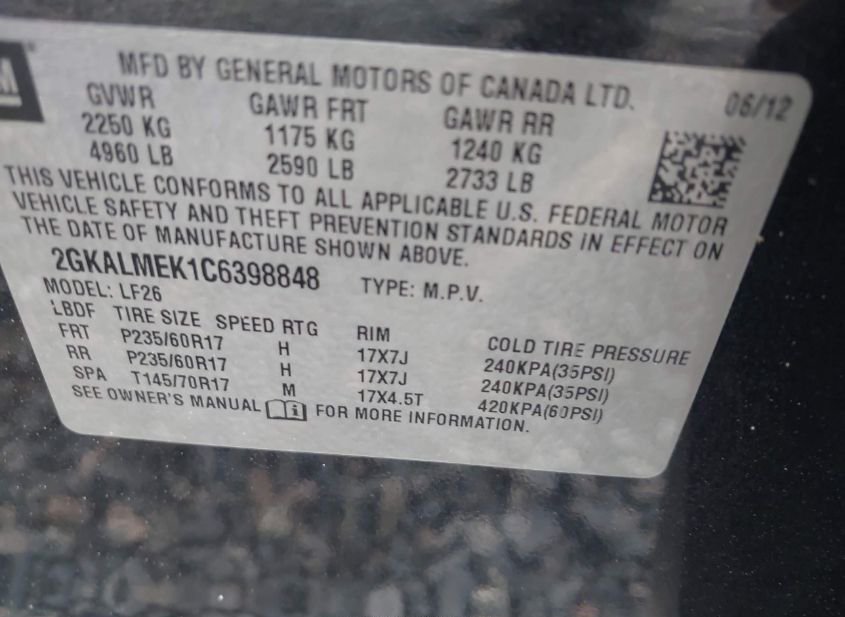 MFD BY GENERAL MOTORS OF CANADA LTD.
GVWR GAWR FRT GAWR RR 06/12
2250 KG 1175 KG 1240 KG
4960 LB 2590 LB 2733 LB
THIS VEHICLE CONFORMS TO ALL APPLICABLE U.S. FEDERAL MOTOR
VEHICLE SAFETY AND THEFT PREVENTION STANDARDS IN EFFECT ON
THE DATE OF MANUFACTURE SHOWN ABOVE.
2GKALMEK1C6398848 TYPE: M.P.V.
MODEL: LF26
LBDF TIRE SIZE SPEED RTG RIM COLD TIRE PRESSURE
FRT P235/60R17 H 17X7J 240KPA(35PSI)
RR P235/60R17 H 17X7J 240KPA(35PSI)
SPA T145/70R17 M 17X4.5T 420KPA(60PSI)
SEE OWNER'S MANUAL i FOR MORE INFORMATION.